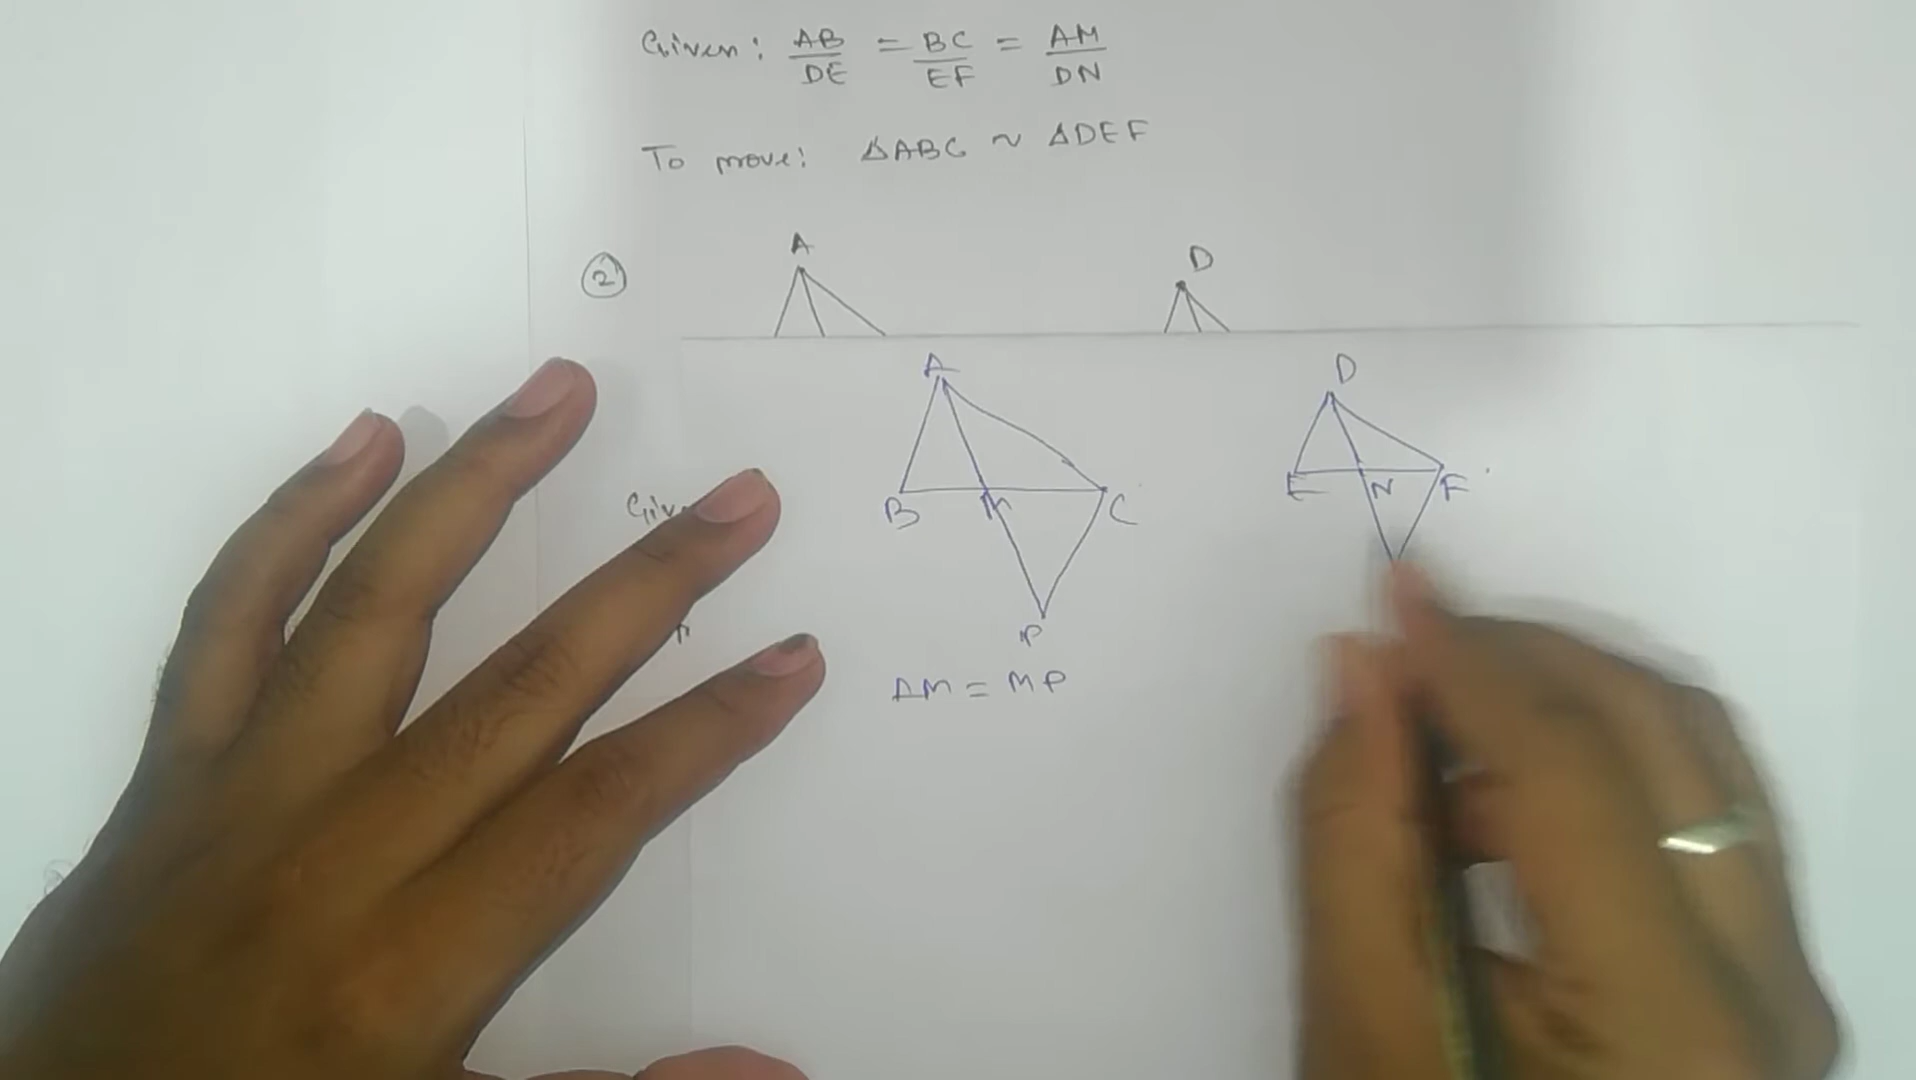 Given: AB/DE = BC/EF = AM/DN
To prove: ΔABC ~ ΔDEF
2
A D
A D
B M C E N F
P
AM = MP